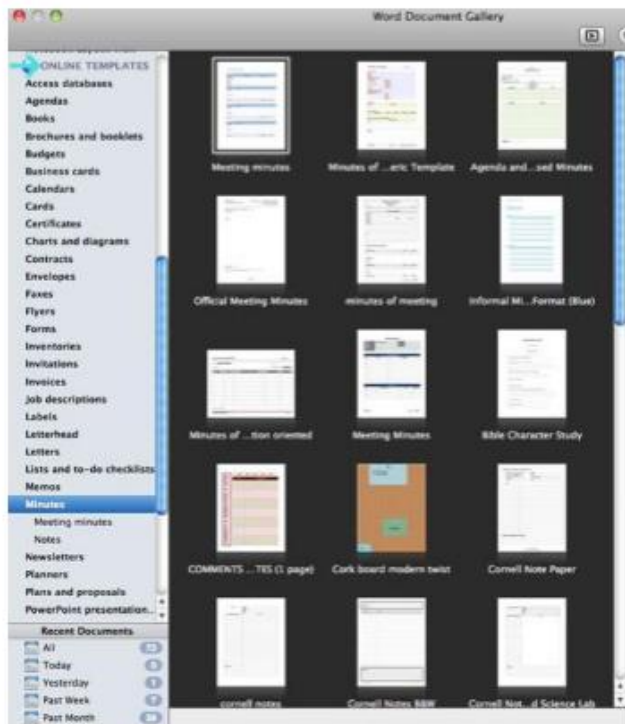 Word Document Gallery
ONLINE TEMPLATES
Access databases
Agendas
Books
Brochures and booklets
Budgets
Business cards
Calendars
Cards
Certificates
Charts and diagrams
Contracts
Envelopes
Faxes
Flyers
Forms
Inventories
Invitations
Invoices
Job descriptions
Labels
Letterhead
Letters
Lists and to-do checklists
Memos
Minutes
Meeting minutes
Notes
Newsletters
Planners
Plans and proposals
PowerPoint presentation...
Recent Documents
All
Today
Yesterday
Past Week
Past Month
Meeting minutes
Minutes of ...eric Template
Agenda and...sed Minutes
Official Meeting Minutes
minutes of meeting
Informal Mi...Format (Blue)
Minutes of ...tion oriented
Meeting Minutes
Bible Character Study
COMMENTS ...TES (1 page)
Cork board modern twist
Cornell Note Paper
cornell notes
Cornell Notes B&W
Cornell Not...d Science Lab